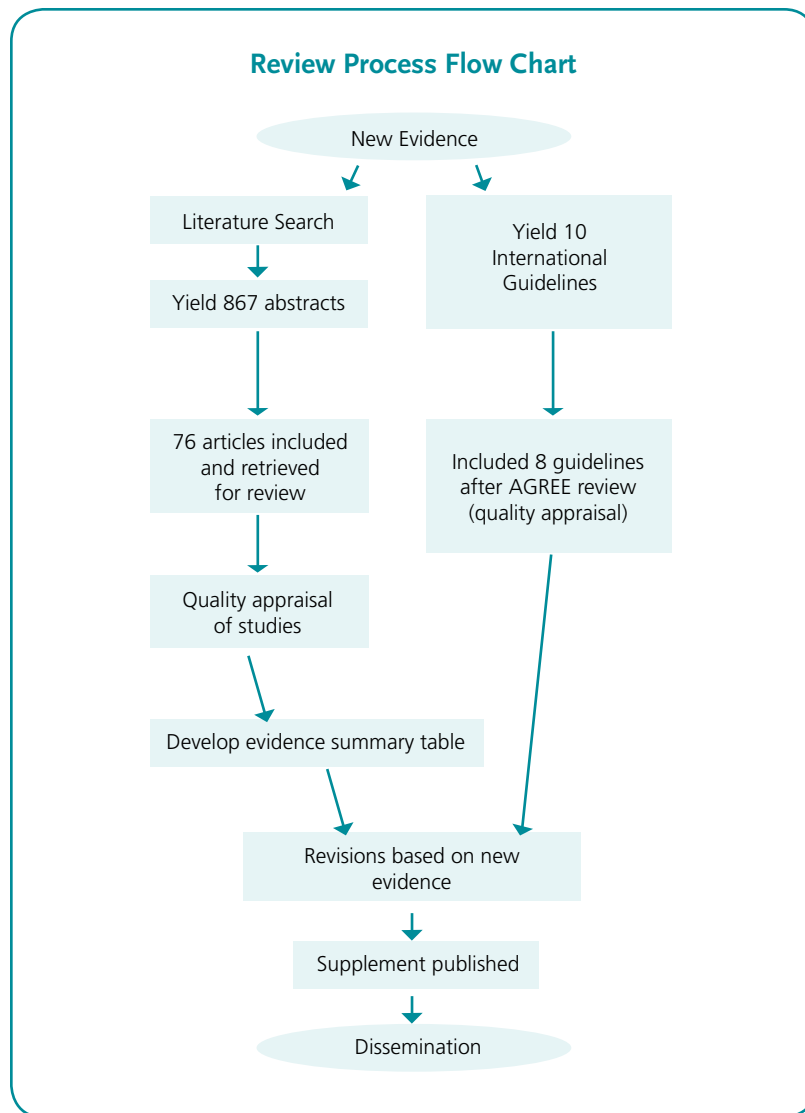 Review Process Flow Chart
New Evidence
Literature Search
Yield 867 abstracts
76 articles included
and retrieved
for review
Quality appraisal
of studies
Develop evidence summary table
Yield 10
International
Guidelines
Included 8 guidelines
after AGREE review
(quality appraisal)
Revisions based on new
evidence
Supplement published
Dissemination